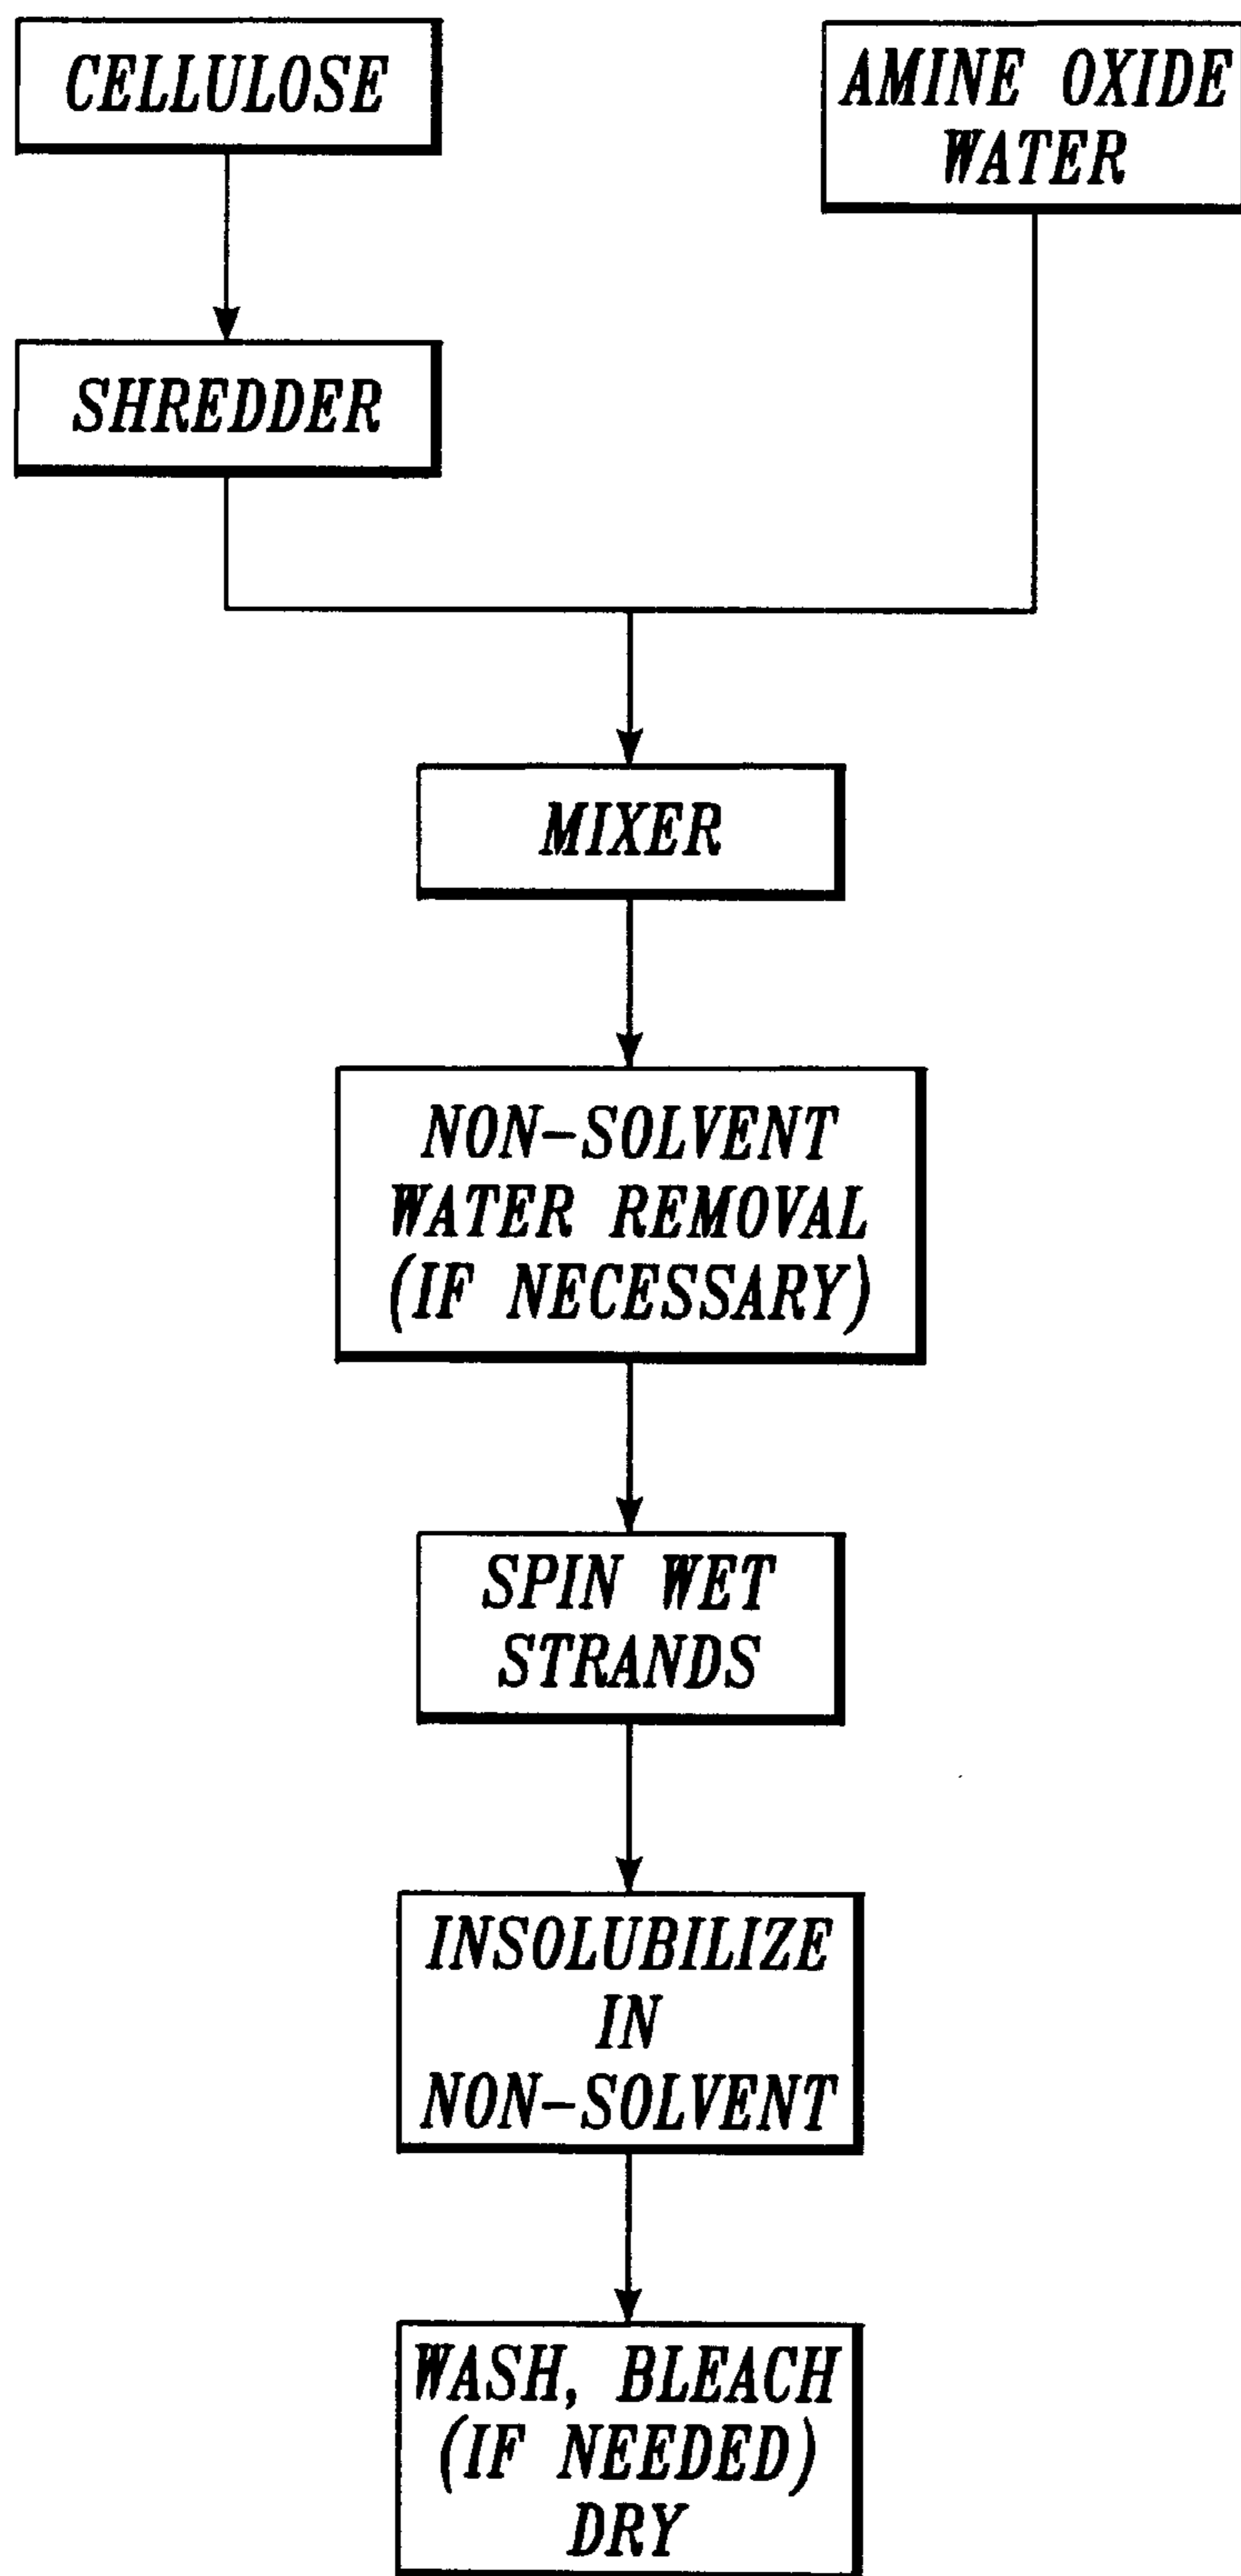 CELLULOSE
AMINE OXIDE
WATER
SHREDDER
MIXER
NON-SOLVENT
WATER REMOVAL
(IF NECESSARY)
SPIN WET
STRANDS
INSOLUBILIZE
IN
NON-SOLVENT
WASH, BLEACH
(IF NEEDED)
DRY